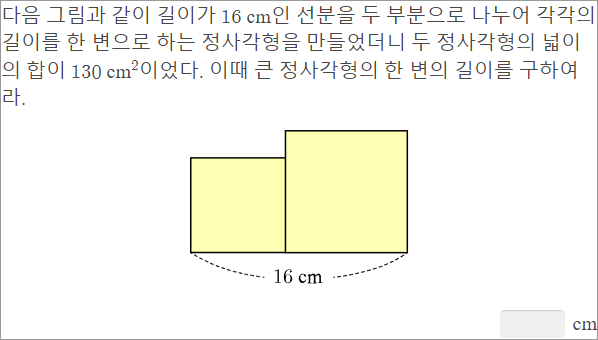 다음 그림과 같이 길이가 16 cm인 선분을 두 부분으로 나누어 각각의
길이를 한 변으로 하는 정사각형을 만들었더니 두 정사각형의 넓이
의 합이 130 cm²이었다. 이때 큰 정사각형의 한 변의 길이를 구하여
라.
16 cm
cm